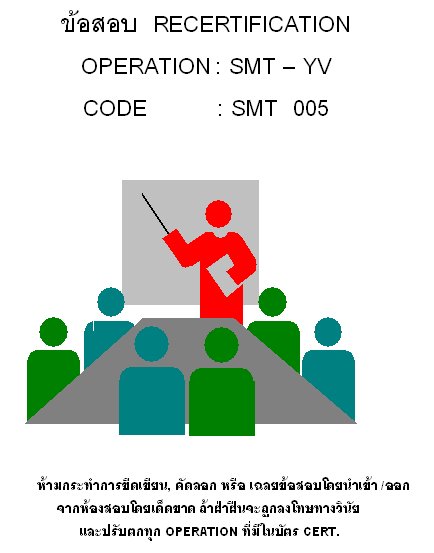 ข้อสอบ RECERTIFICATION
OPERATION : SMT – YV
CODE : SMT 005
ห้ามกระทำการขีดเขียน, คัดลอก หรือ เฉลยข้อสอบโดยนำเข้า /ออก
จากห้องสอบโดยเด็ดขาด ถ้าฝ่าฝืนจะถูกลงโทษทางวินัย
และปรับตกทุก OPERATION ที่มีในบัตร CERT.